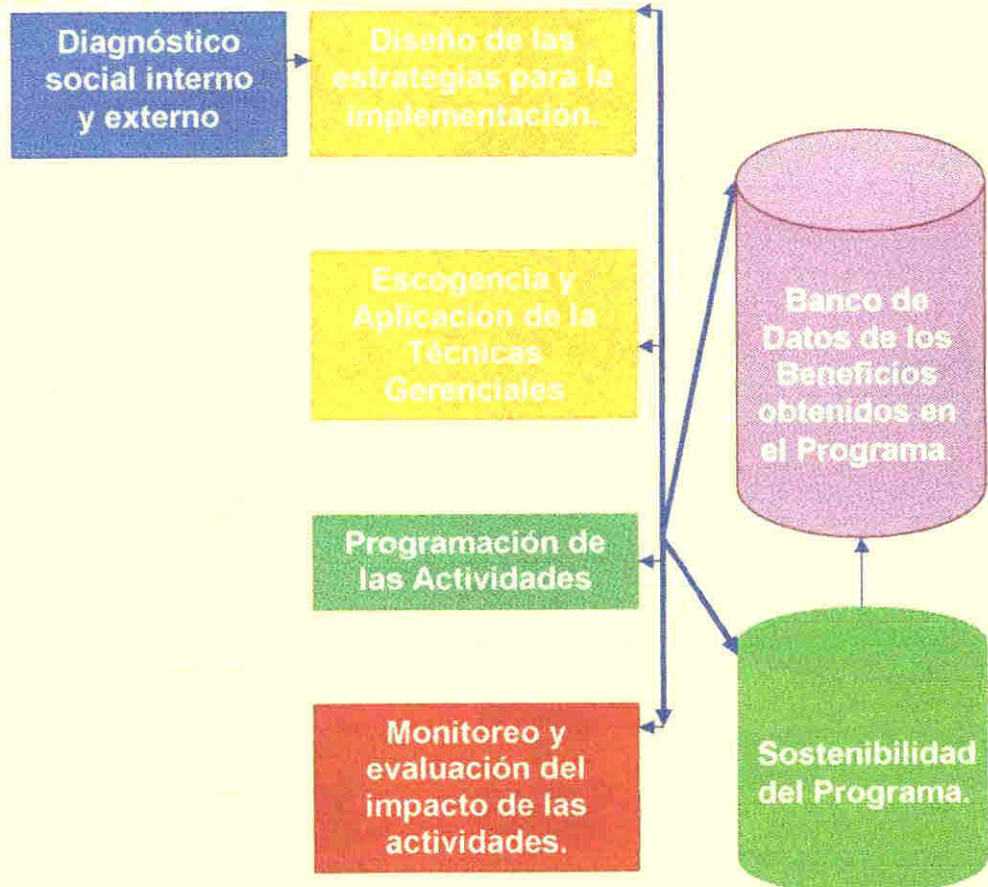 Diagnóstico
social interno
y externo
Diseño de las
estrategias para la
implementación.
Escogencia y
Aplicación de la
Técnicas
Gerenciales
Programación de
las Actividades
Monitoreo y
evaluación del
impacto de las
actividades.
Banco de
Datos de los
Beneficios
obtenidos en
el Programa.
Sostenibilidad
del Programa.